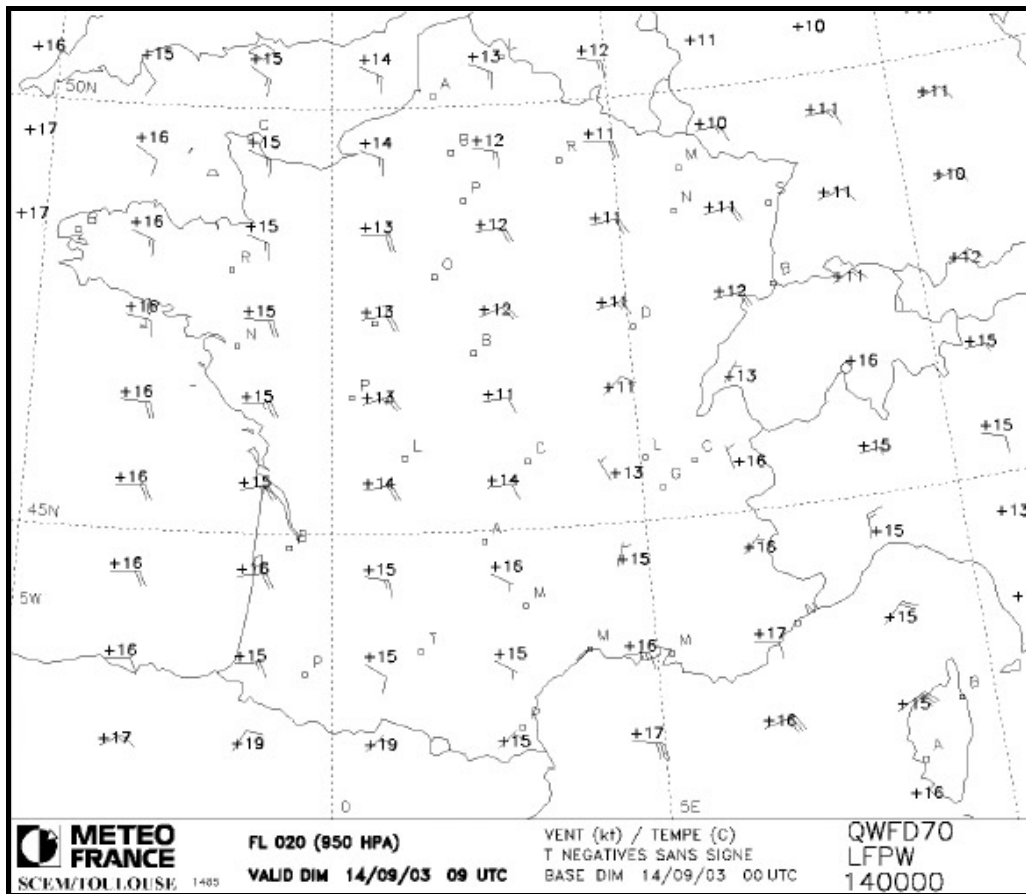 +16 +15 +15 +14 +13 L +12 +11 +10
50N A +11 +11
+17 +16 C +15 +14 B +12 R +11 M +10
+17 B +16 +15 +13 P +12 +11 N +11 S +11 +10
R O B +11 +12
+16 N +15 +13 +12 +11 D +12
B +16 +15
+16 +15 P +13 +11 +11 +13
+16 +15 L +14 C +14 +13 L G C +16 +15 +15
45N +13
B A +15
5W +16 +16 +15 +16 M +15 +16
N +15
+16 +15 P +15 T +15 M +16 M +17
+15 B
+17 +19 +19 P +15 +17 +16
A
+16
0 5E
METEO
FRANCE
SCEM/TOULOUSE 1485
FL 020 (950 HPA)
VALID DIM 14/09/03 09 UTC
VENT (kt) / TEMPE (C)
T NEGATIVES SANS SIGNE
BASE DIM 14/09/03 00 UTC
QWFD70
LFPW
140000